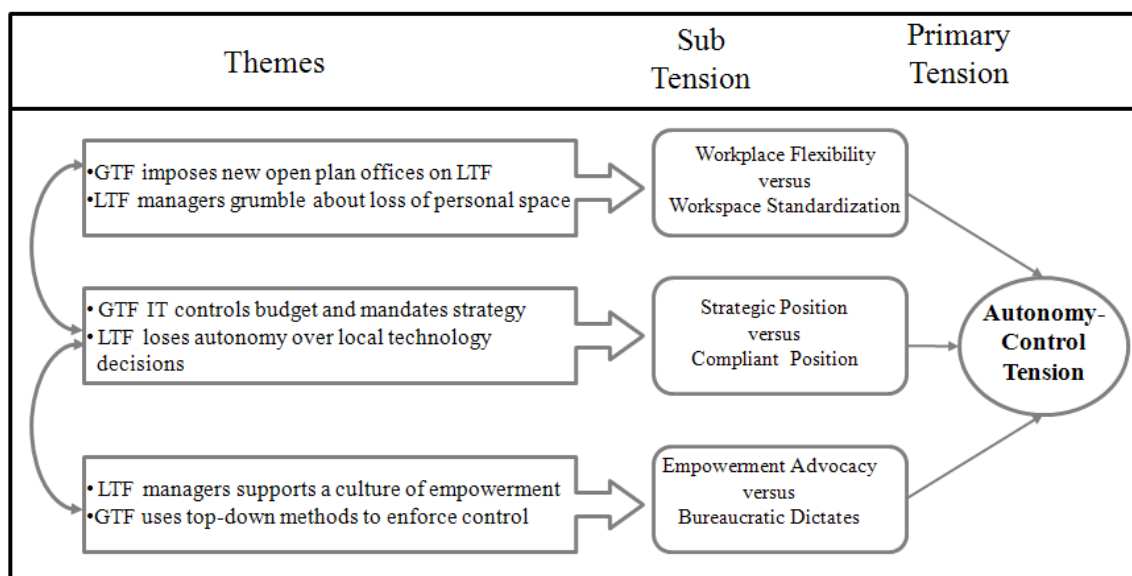 Themes
Sub
Tension
Primary
Tension
•GTF imposes new open plan offices on LTF
•LTF managers grumble about loss of personal space
Workplace Flexibility
versus
Workspace Standardization
• GTF IT controls budget and mandates strategy
• LTF loses autonomy over local technology
decisions
Strategic Position
versus
Compliant Position
Autonomy-
Control
Tension
• LTF managers supports a culture of empowerment
•GTF uses top-down methods to enforce control
Empowerment Advocacy
versus
Bureaucratic Dictates